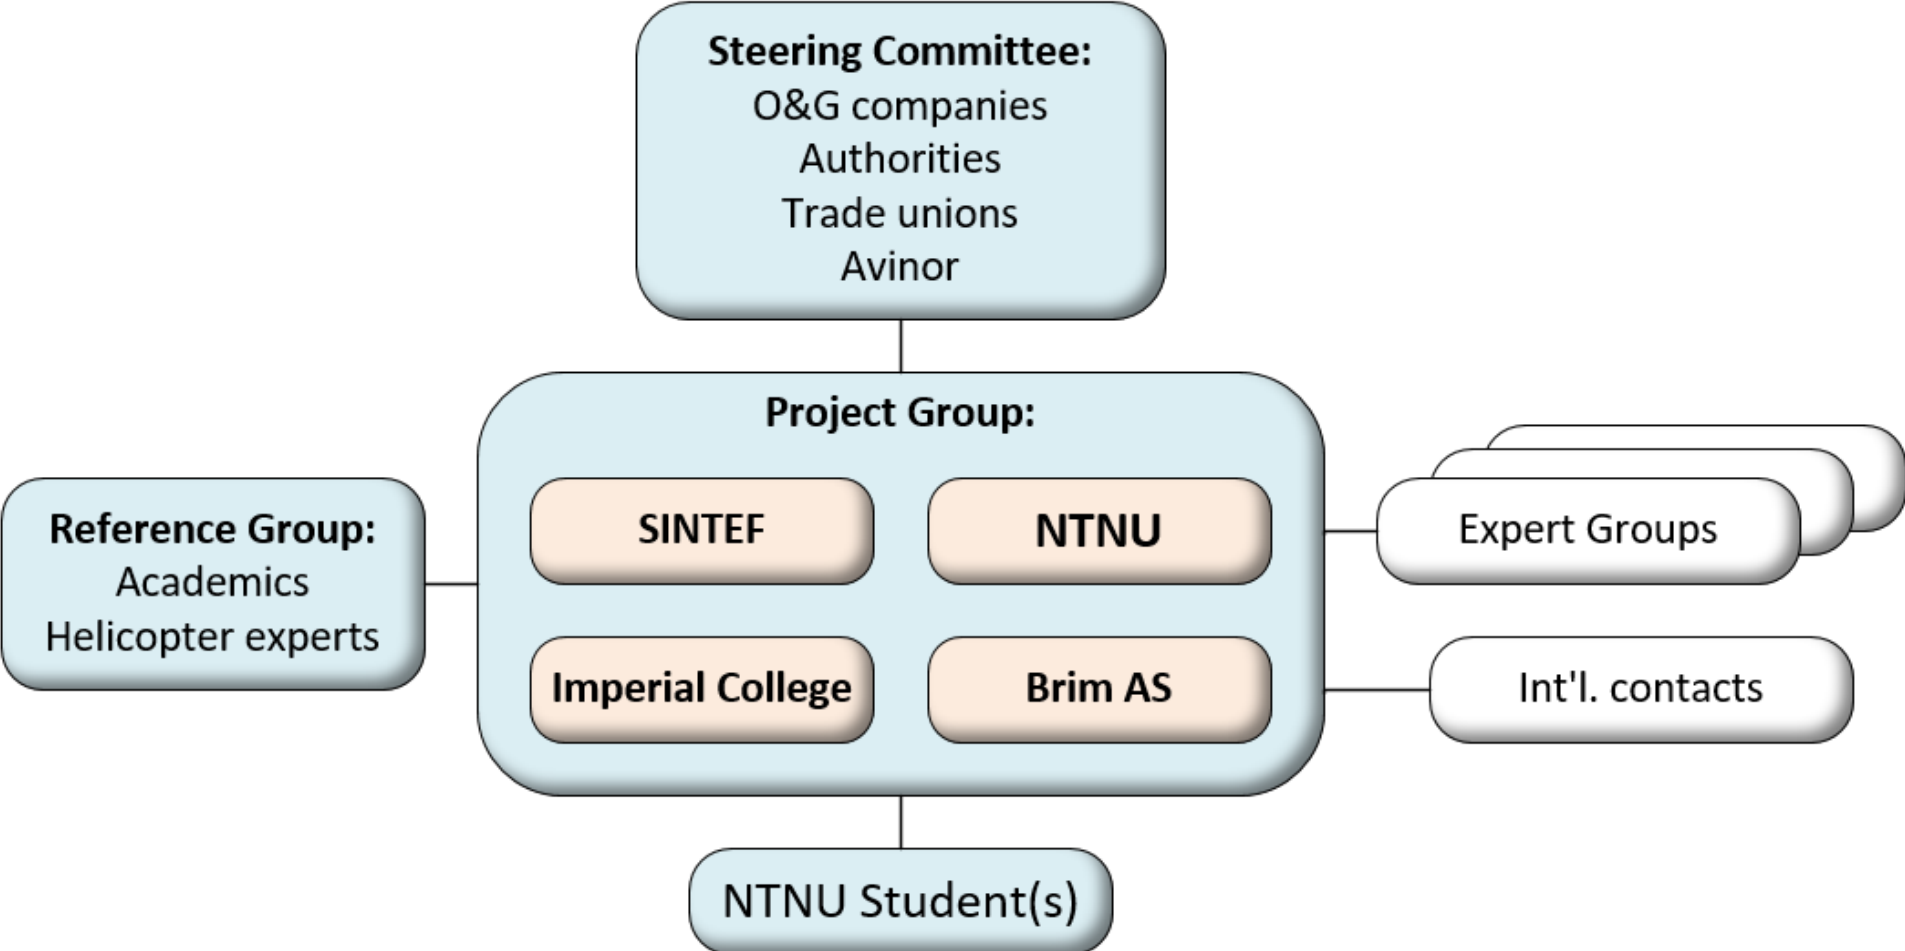 Steering Committee:
O&G companies
Authorities
Trade unions
Avinor
Project Group:
Reference Group:
Academics
Helicopter experts
SINTEF
NTNU
Imperial College
Brim AS
Expert Groups
Int'l. contacts
NTNU Student(s)